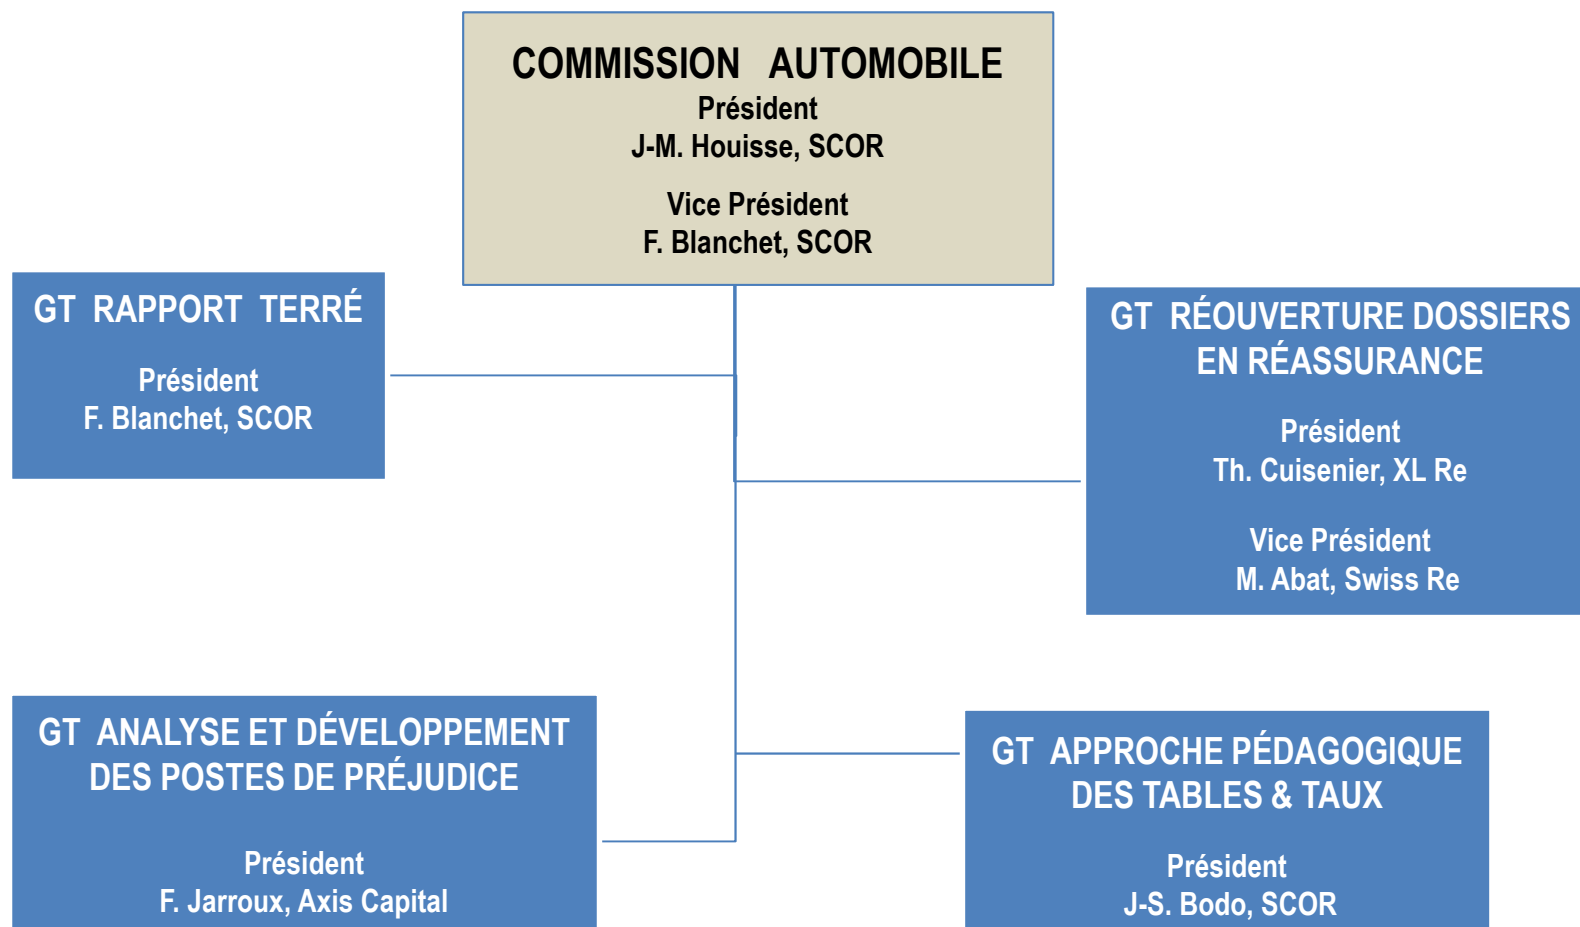 COMMISSION AUTOMOBILE
Président
J-M. Houisse, SCOR
Vice Président
F. Blanchet, SCOR
GT RAPPORT TERRÉ
Président
F. Blanchet, SCOR
GT RÉOUVERTURE DOSSIERS
EN RÉASSURANCE
Président
Th. Cuisenier, XL Re
Vice Président
M. Abat, Swiss Re
GT ANALYSE ET DÉVELOPPEMENT
DES POSTES DE PRÉJUDICE
Président
F. Jarroux, Axis Capital
GT APPROCHE PÉDAGOGIQUE
DES TABLES & TAUX
Président
J-S. Bodo, SCOR